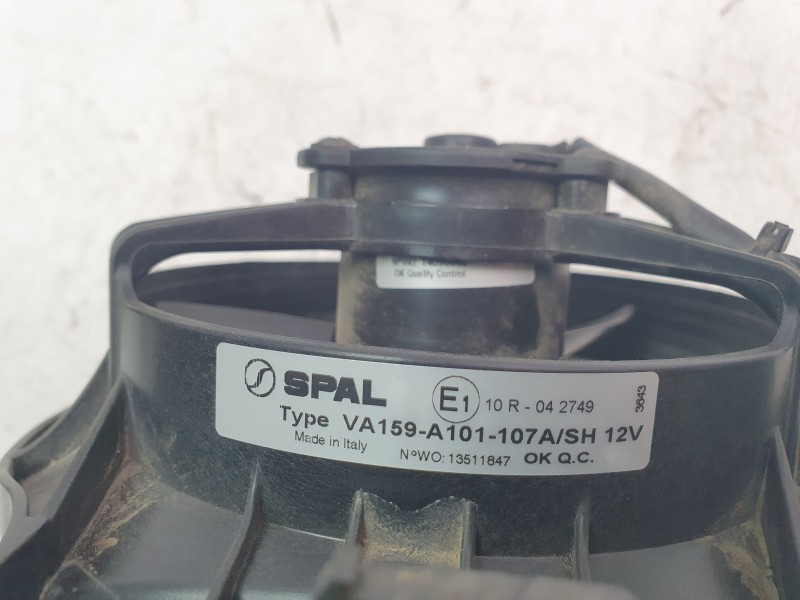 OK Quality Control
SPAL E1 10 R - 04 2749
3643
Type VA159-A101-107A/SH 12V
Made in Italy N°WO: 13511847 OK Q.C.